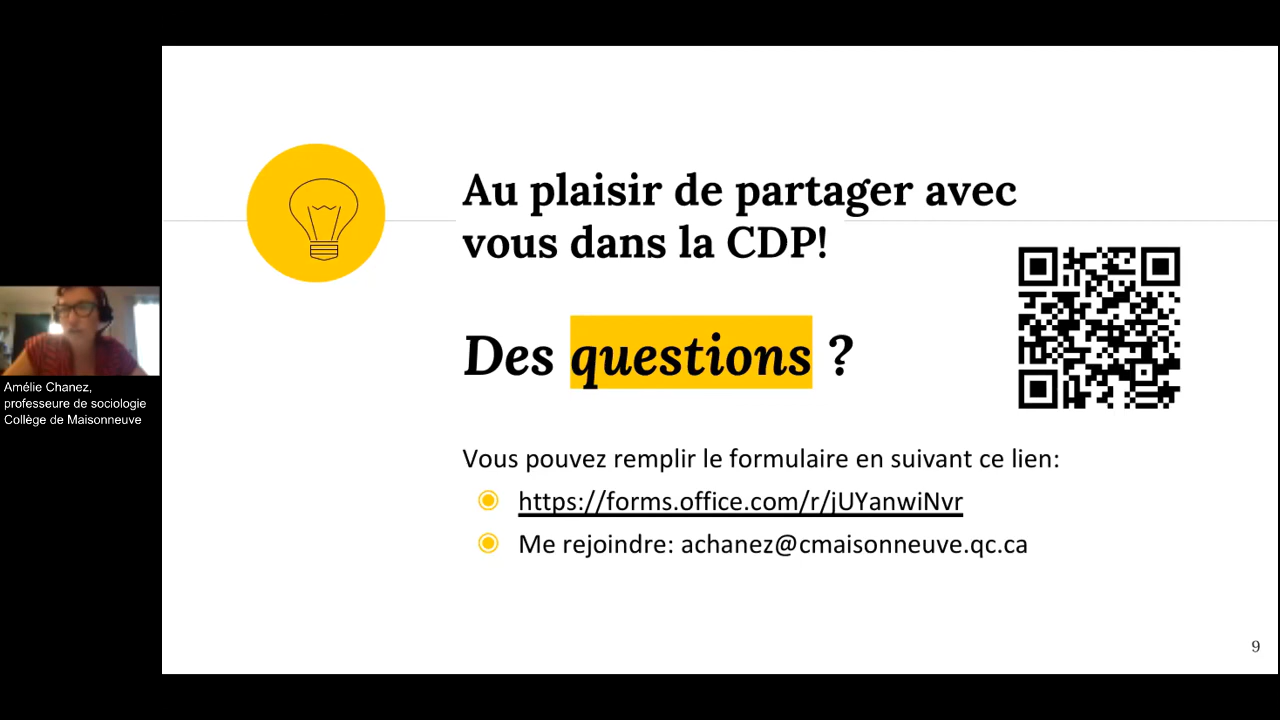 Au plaisir de partager avec
vous dans la CDP!
Des questions ?
Vous pouvez remplir le formulaire en suivant ce lien:
https://forms.office.com/r/jUYanwiNvr
Me rejoindre: achanez@cmaisonneuve.qc.ca
Amélie Chanez,
professeure de sociologie
Collège de Maisonneuve
9